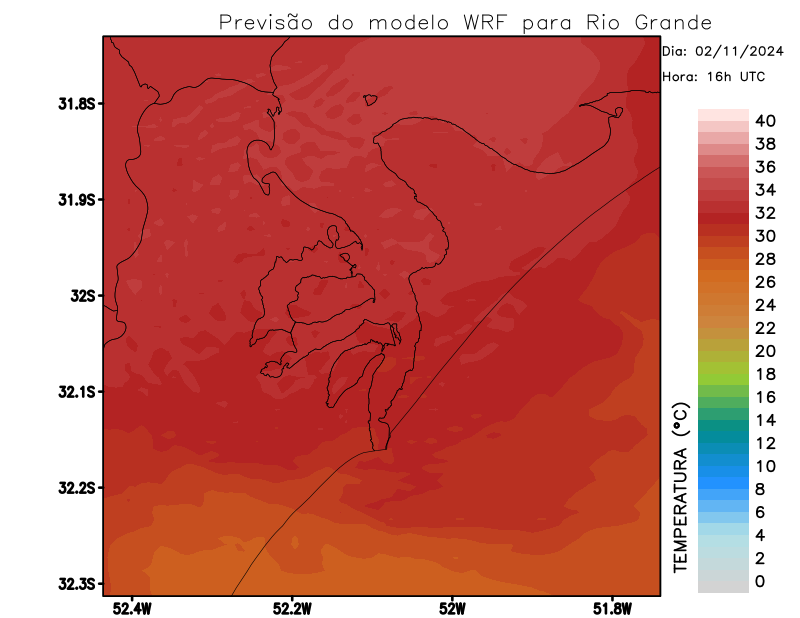 Previsão do modelo WRF para Rio Grande
Dia: 02/11/2024
Hora: 16h UTC
31.8S
31.9S
32S
32.1S
32.2S
32.3S
52.4W
52.2W
52W
51.8W
40
38
36
34
32
30
28
26
24
22
20
18
16
14
12
10
8
6
4
2
0
TEMPERATURA (°C)